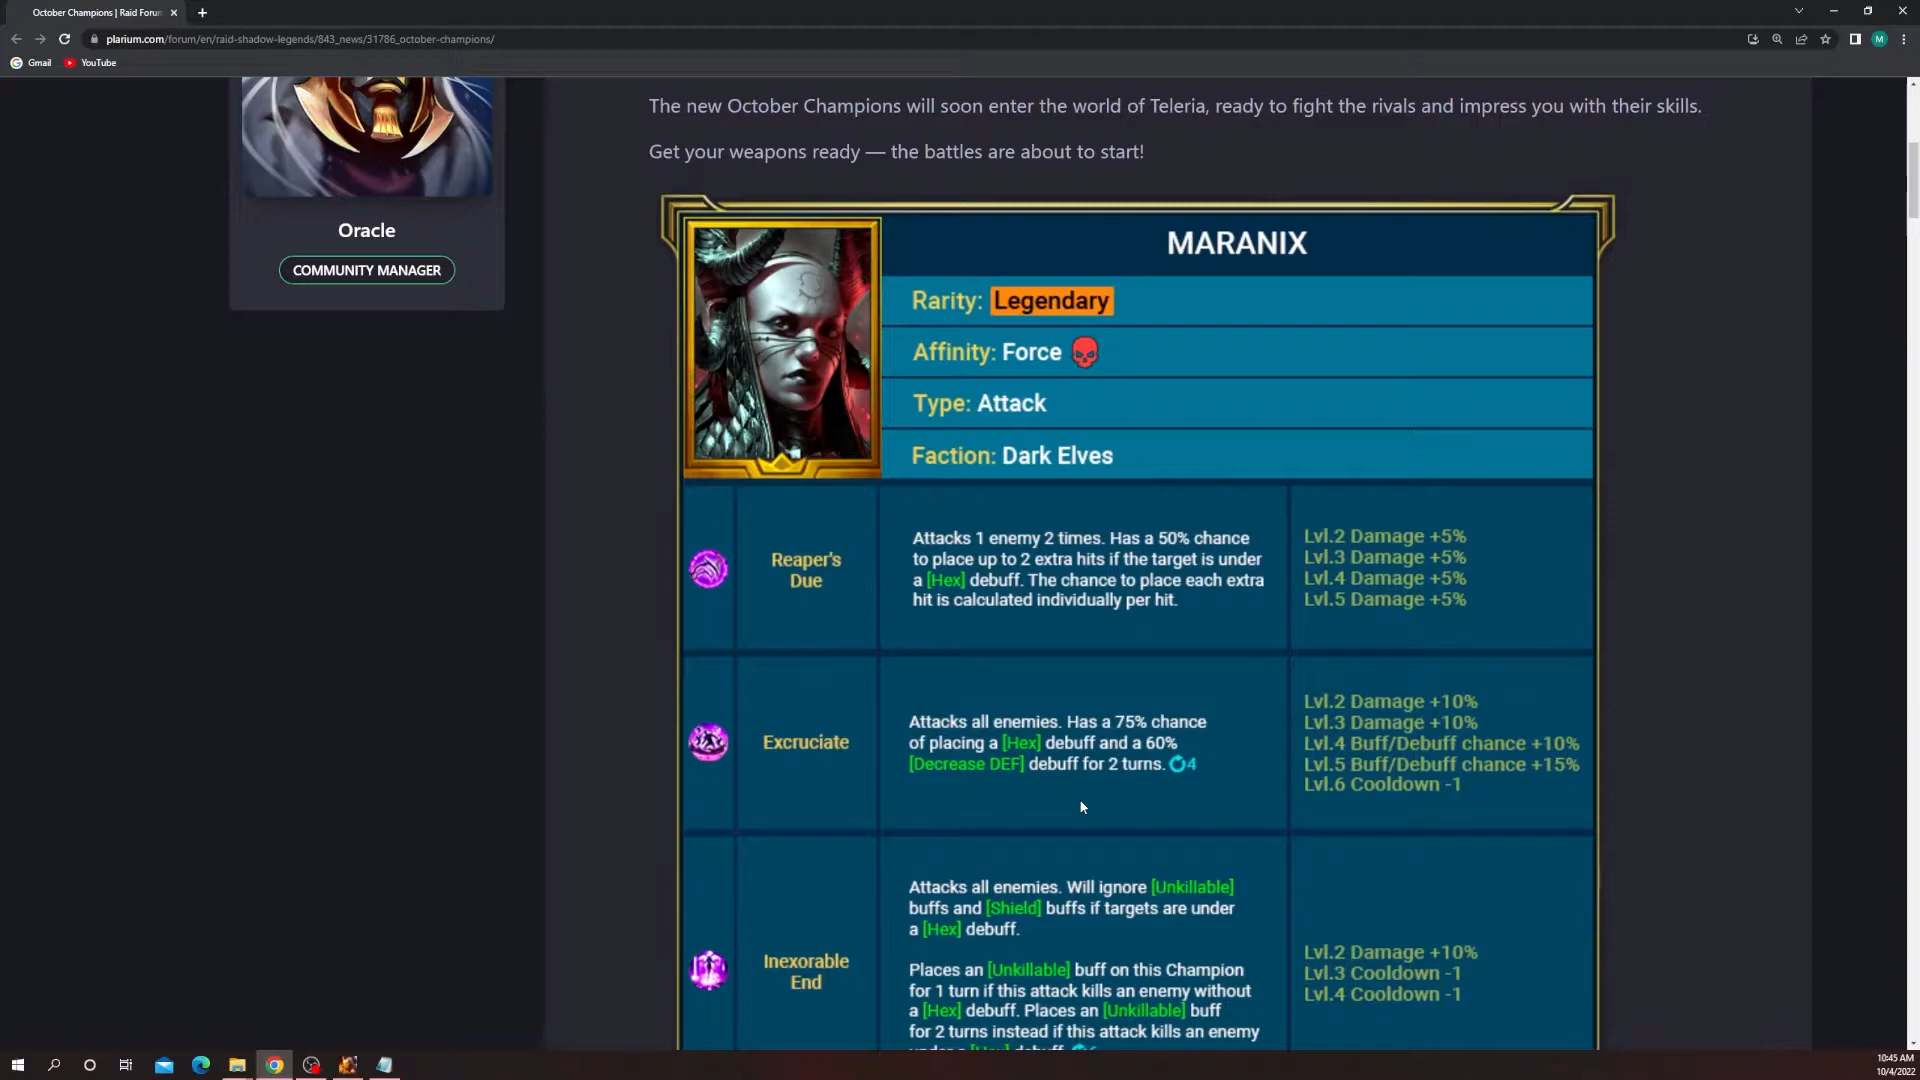 October Champions | Raid Forum
plarium.com/forum/en/raid-shadow-legends/843_news/31786_october-champions/
M
Gmail
YouTube
Oracle
COMMUNITY MANAGER
The new October Champions will soon enter the world of Teleria, ready to fight the rivals and impress you with their skills.
Get your weapons ready — the battles are about to start!
MARANIX
Rarity: Legendary
Affinity: Force
Type: Attack
Faction: Dark Elves
Reaper's
Due
Attacks 1 enemy 2 times. Has a 50% chance
to place up to 2 extra hits if the target is under
a [Hex] debuff. The chance to place each extra
hit is calculated individually per hit.
Lvl.2 Damage +5%
Lvl.3 Damage +5%
Lvl.4 Damage +5%
Lvl.5 Damage +5%
Excruciate
Attacks all enemies. Has a 75% chance
of placing a [Hex] debuff and a 60%
[Decrease DEF] debuff for 2 turns. 4
Lvl.2 Damage +10%
Lvl.3 Damage +10%
Lvl.4 Buff/Debuff chance +10%
Lvl.5 Buff/Debuff chance +15%
Lvl.6 Cooldown -1
Inexorable
End
Attacks all enemies. Will ignore [Unkillable]
buffs and [Shield] buffs if targets are under
a [Hex] debuff.
Places an [Unkillable] buff on this Champion
for 1 turn if this attack kills an enemy without
a [Hex] debuff. Places an [Unkillable] buff
for 2 turns instead if this attack kills an enemy
Lvl.2 Damage +10%
Lvl.3 Cooldown -1
Lvl.4 Cooldown -1
10:45 AM
10/4/2022